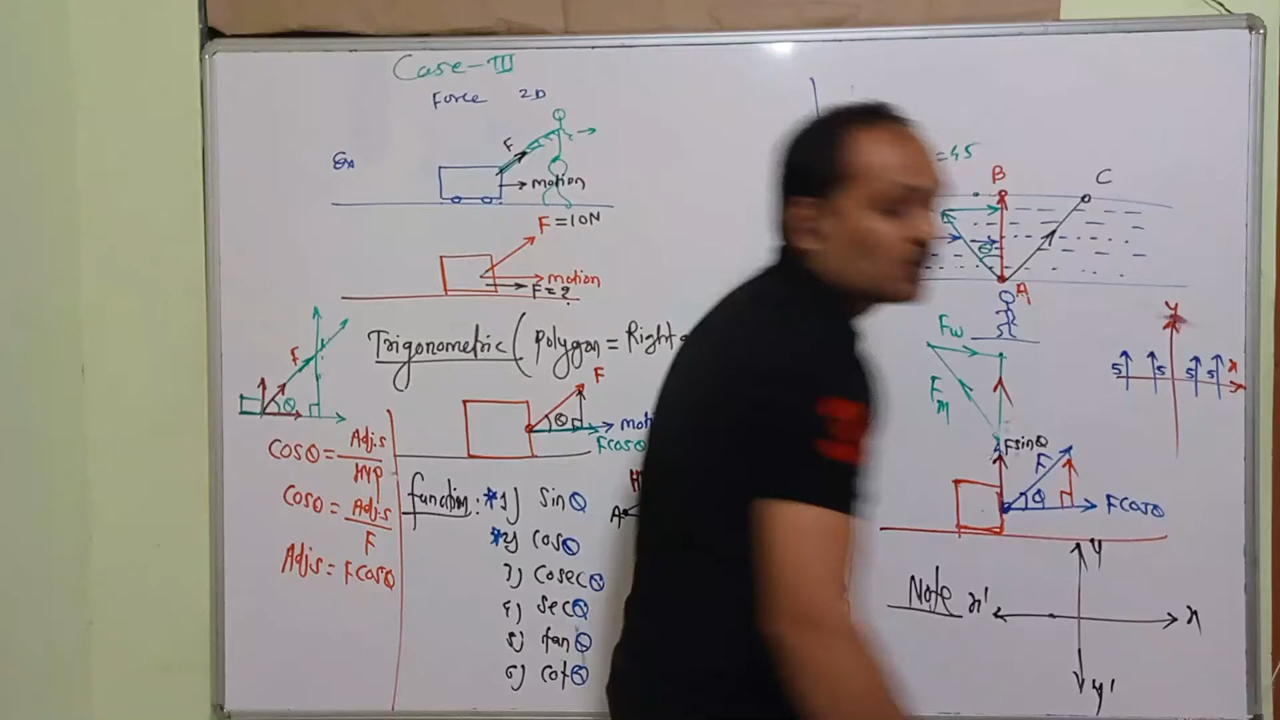 Case-III
Force 2D
Ex
F
motion
F = 10N
motion
F = ?
Trigonometric ( Polygon = Right
F
θ
F
θ
FCosθ
Cosθ = Adj.s / Hyp
Cosθ = Adj.s / F
Adj.s = FCosθ
function:
*1) Sinθ
*2) Cosθ
3) Cosecθ
4) Secθ
5) tanθ
6) Cotθ
A
=45
B
C
θ
A
Fw
Fm
y
5 5 5 5 x
Fsinθ
F
θ
FCosθ
Note
x'
x
y
y'